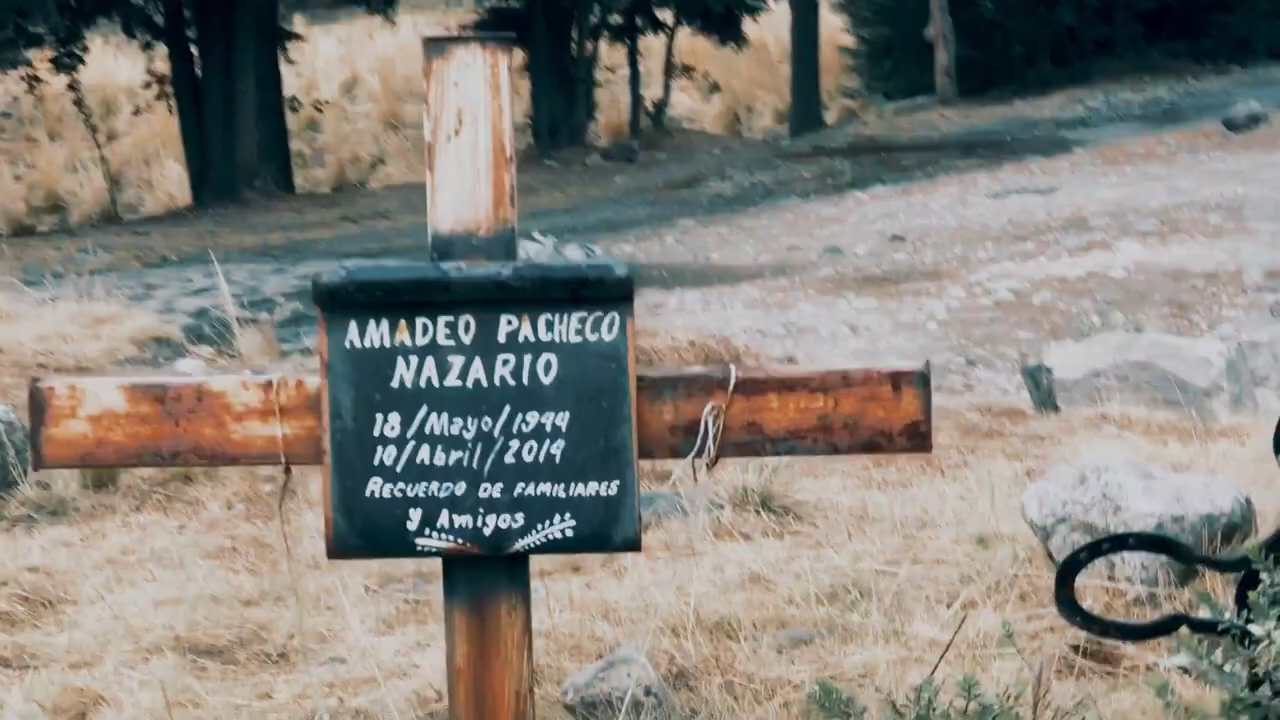 AMADEO PACHECO
NAZARIO
18/Mayo/1944
10/Abril/2019
RECUERDO DE FAMILIARES
y Amigos